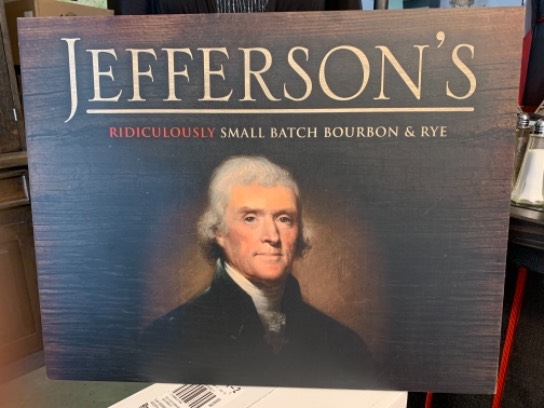 JEFFERSON'S
RIDICULOUSLY SMALL BATCH BOURBON & RYE